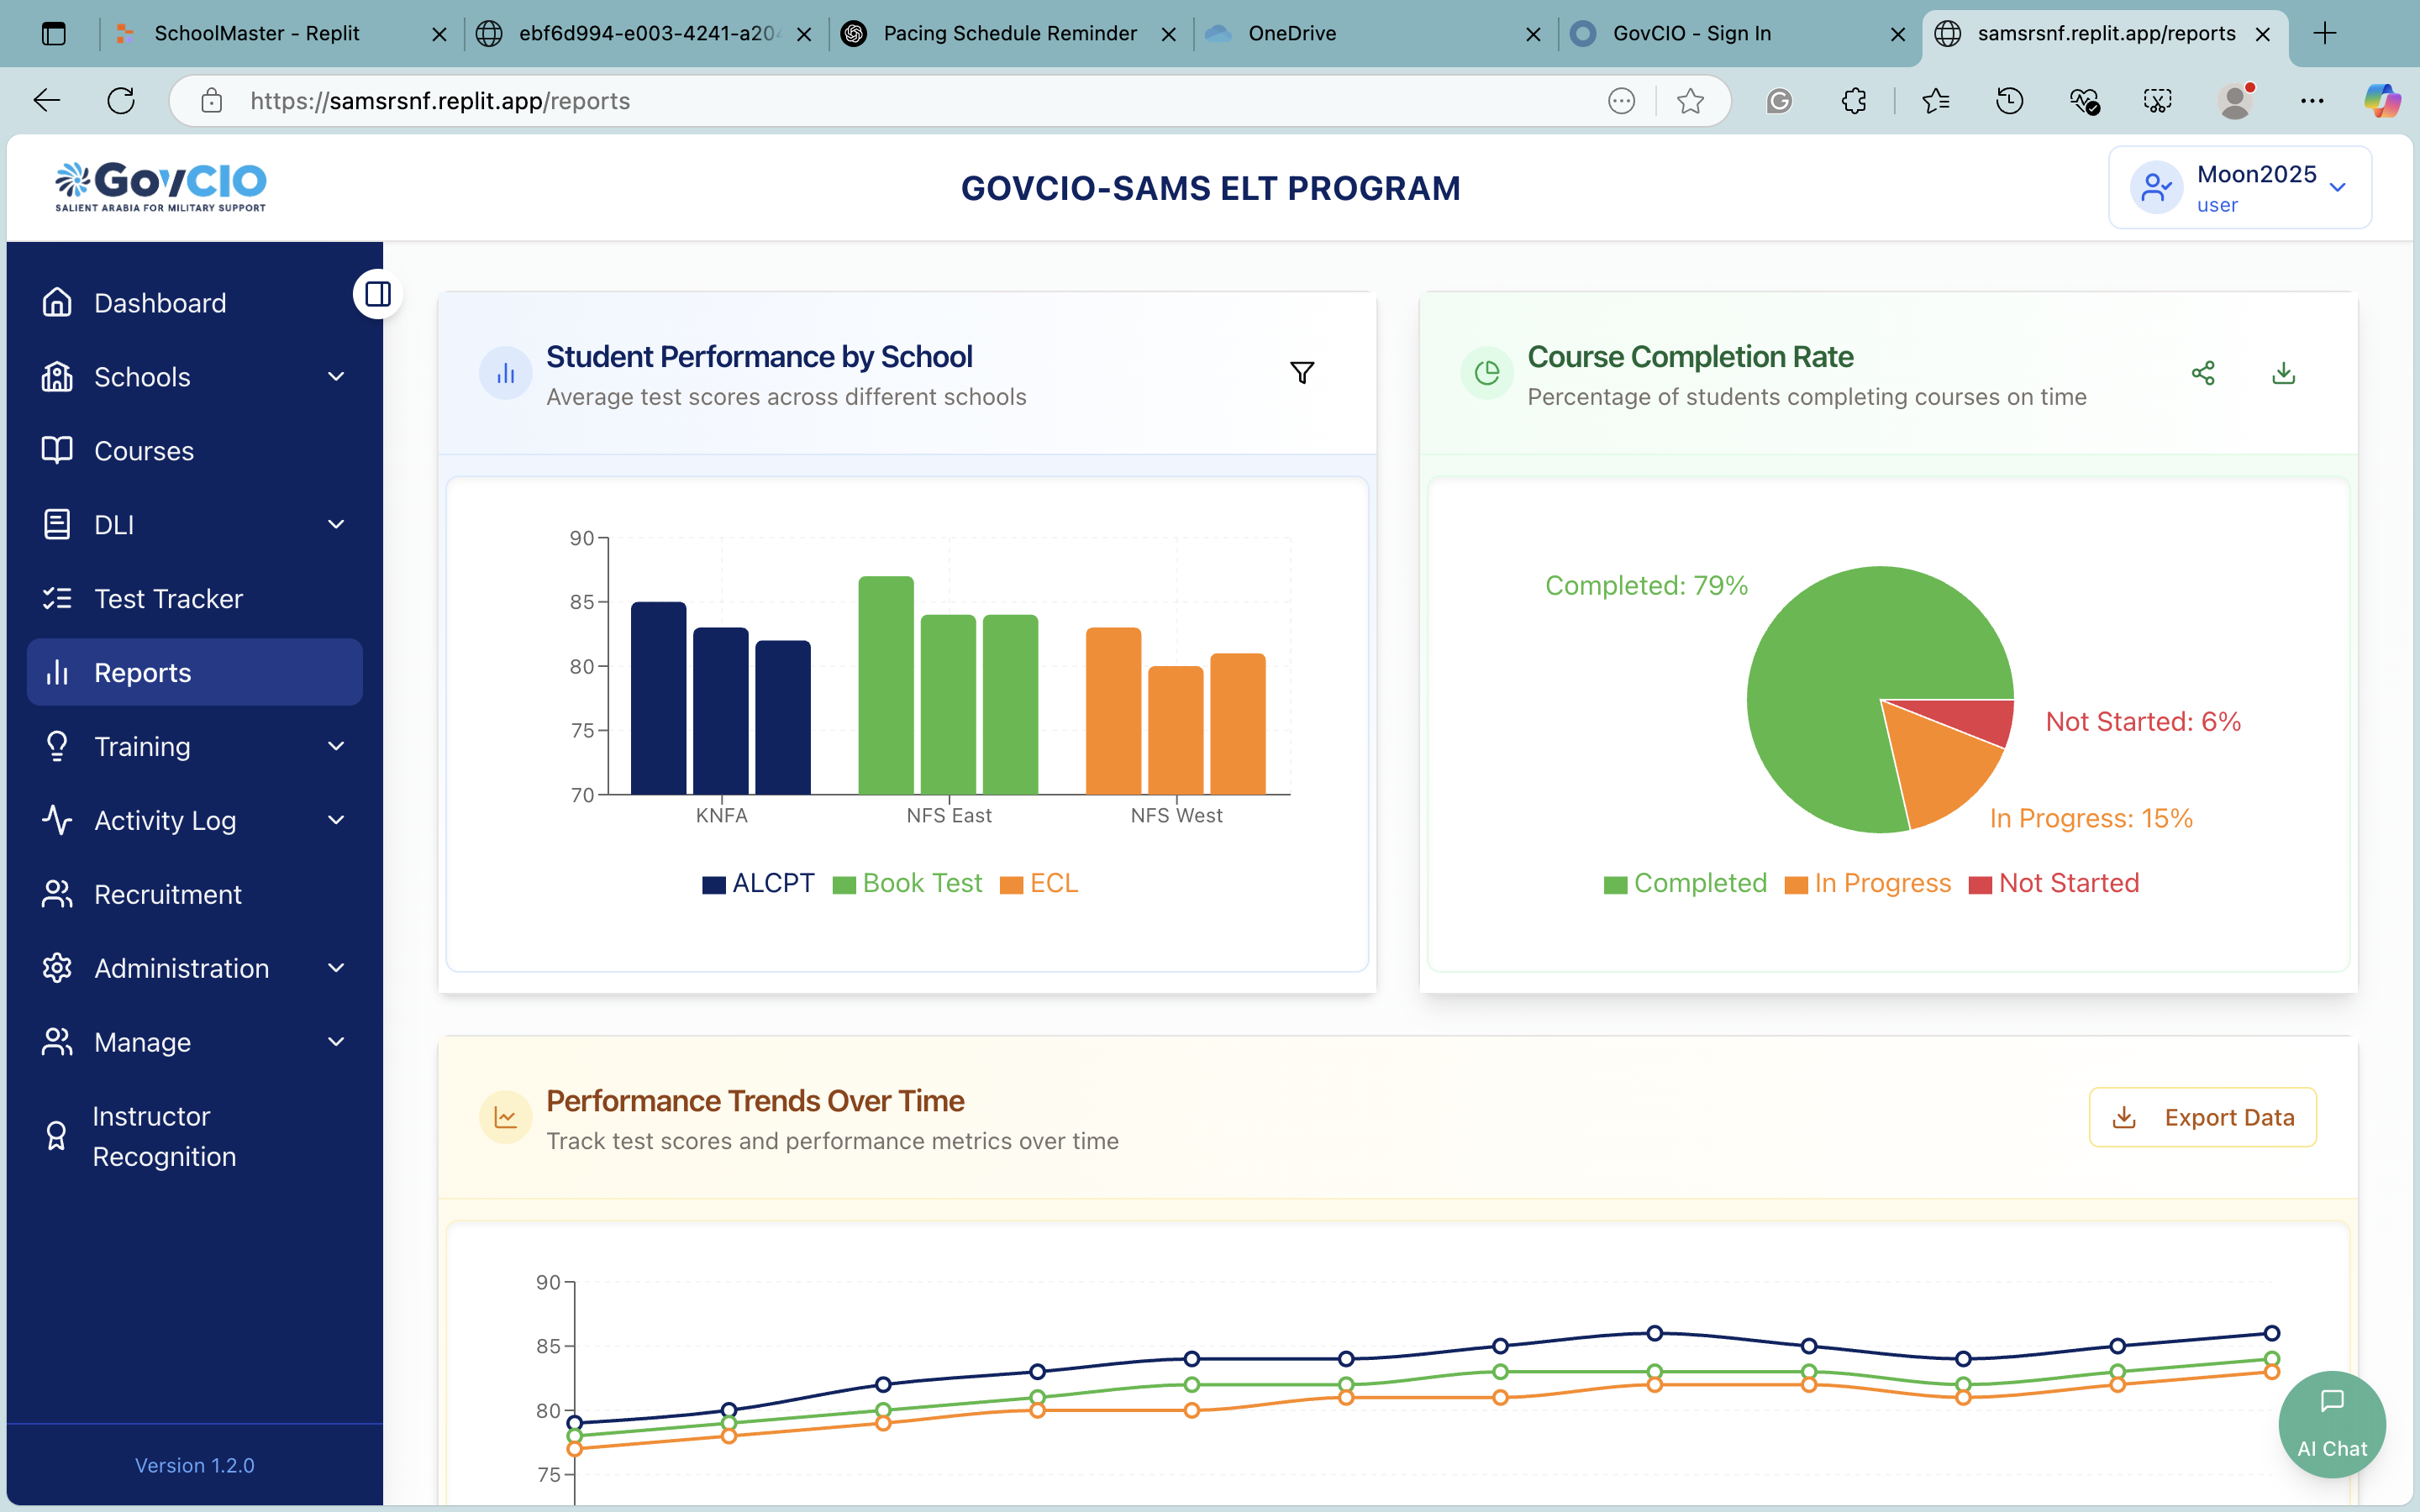 SchoolMaster - Replit
ebf6d994-e003-4241-a20
Pacing Schedule Reminder
OneDrive
GovCIO - Sign In
samsrsnf.replit.app/reports
https://samsrsnf.replit.app/reports
GovCIO
SALIENT ARABIA FOR MILITARY SUPPORT
GOVCIO-SAMS ELT PROGRAM
Moon2025
user
Dashboard
Schools
Courses
DLI
Test Tracker
Reports
Training
Activity Log
Recruitment
Administration
Manage
Instructor
Recognition
Version 1.2.0
Student Performance by School
Average test scores across different schools
90
85
80
75
70
KNFA NFS East NFS West
ALCPT Book Test ECL
Course Completion Rate
Percentage of students completing courses on time
Completed: 79%
Not Started: 6%
In Progress: 15%
Completed In Progress Not Started
Performance Trends Over Time
Track test scores and performance metrics over time
Export Data
90
85
80
75
AI Chat